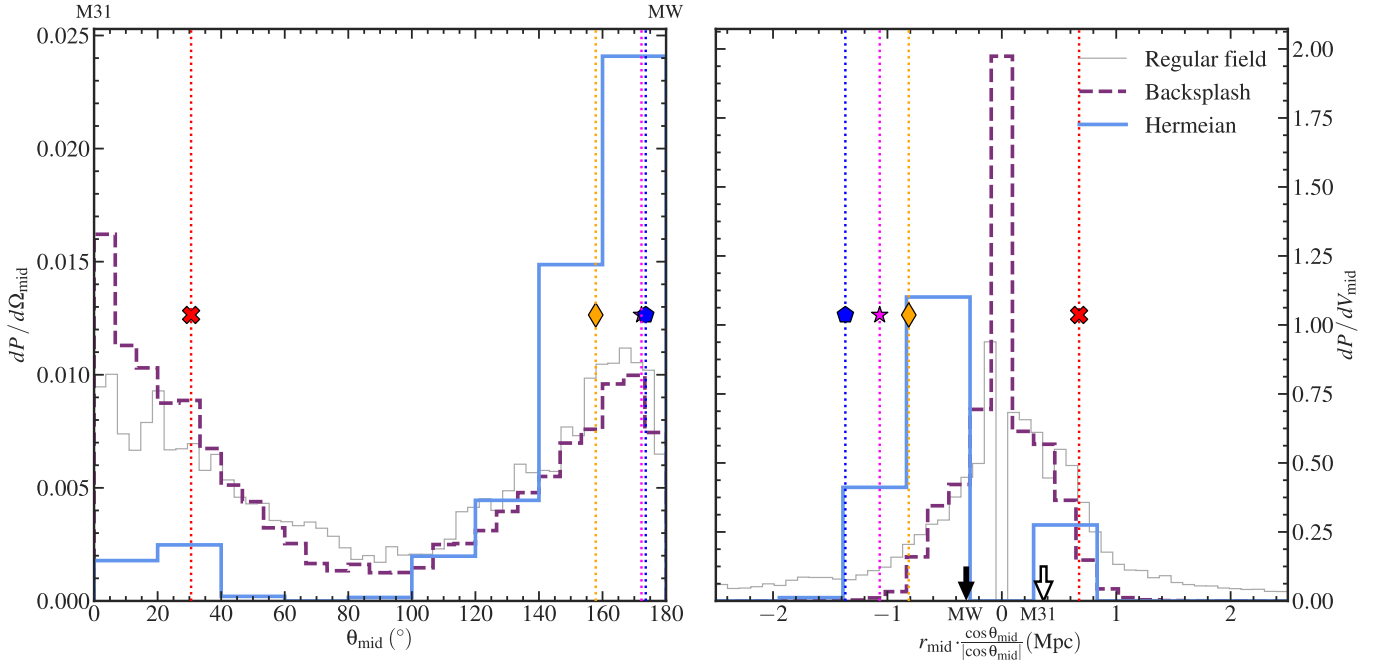 M31 MW
0.025
0.020
0.015
0.010
0.005
0.000
dP / dΩ_mid
0 20 40 60 80 100 120 140 160 180
θ_mid (°)
Regular field
Backsplash
Hermeian
2.00
1.75
1.50
1.25
1.00
0.75
0.50
0.25
0.00
dP / dV_mid
MW M31
−2 −1 0 1 2
r_mid · cos θ_mid / |cos θ_mid| (Mpc)